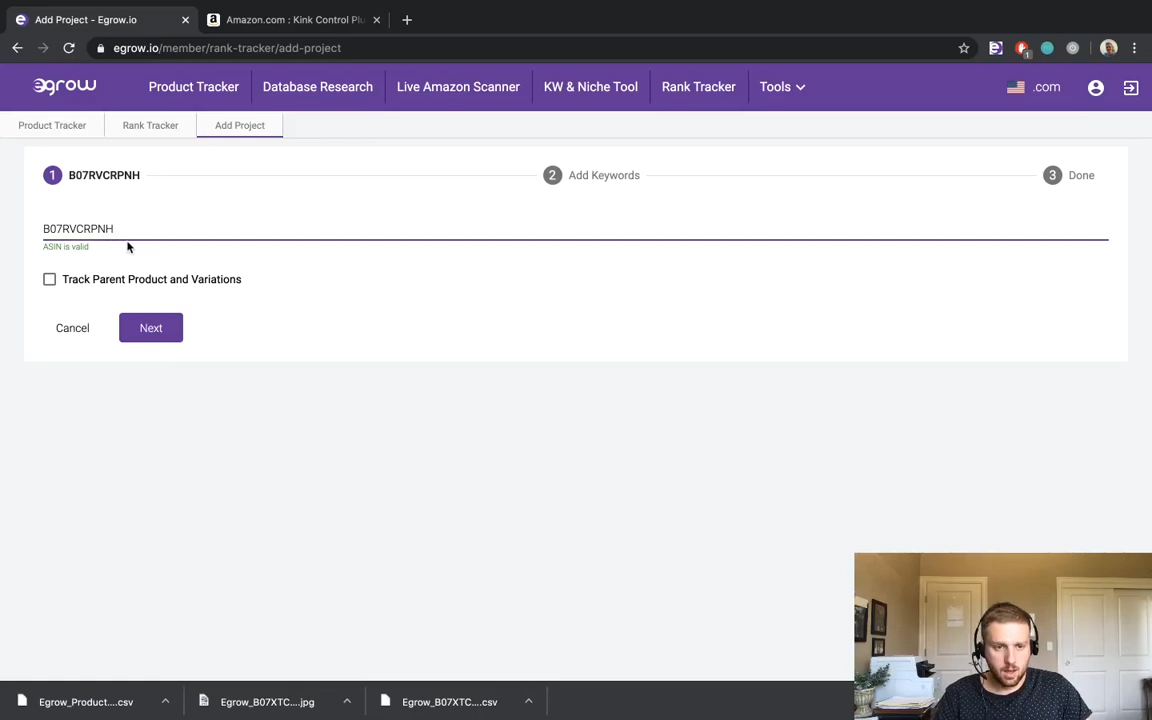 Add Project - Egrow.io
Amazon.com : Kink Control Plu
egrow.io/member/rank-tracker/add-project
1
egrow
Product Tracker
Database Research
Live Amazon Scanner
KW & Niche Tool
Rank Tracker
Tools
.com
Product Tracker
Rank Tracker
Add Project
1 B07RVCRPNH
2 Add Keywords
3 Done
B07RVCRPNH
ASIN is valid
Track Parent Product and Variations
Cancel
Next
Egrow_Product....csv
Egrow_B07XTC....jpg
Egrow_B07XTC....csv